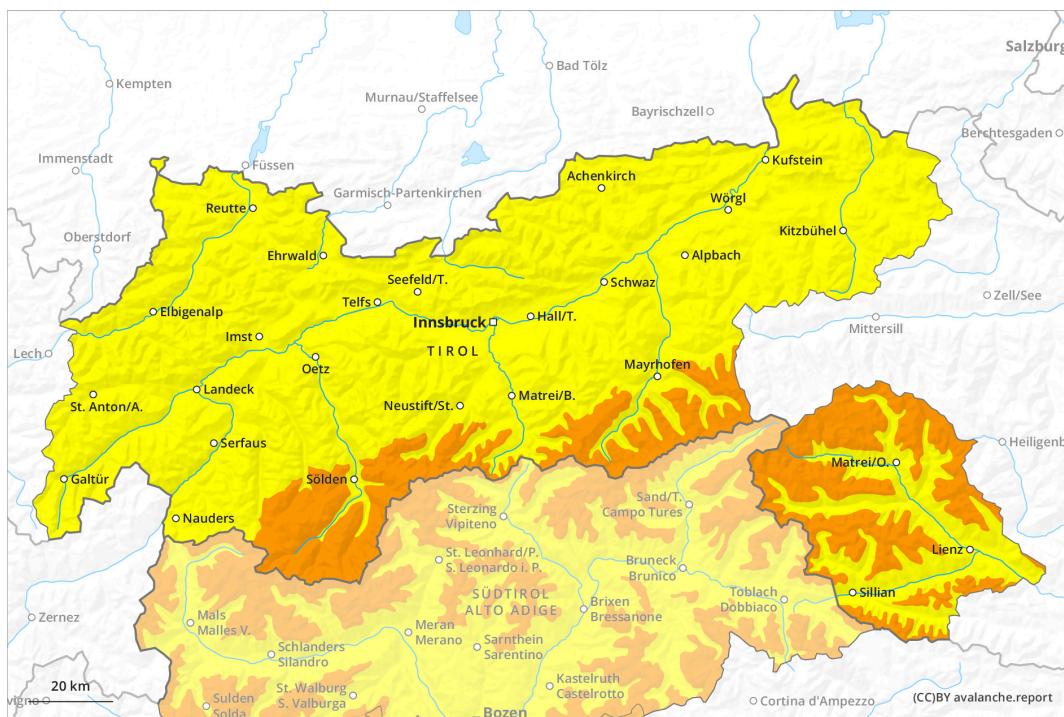 Salzburg
Kempten
Bad Tölz
Murnau/Staffelsee
Bayrischzell
Berchtesgaden
Immenstadt
Füssen
Kufstein
Garmisch-Partenkirchen
Achenkirch
Reutte
Wörgl
Oberstdorf
Kitzbühel
Ehrwald
Alpbach
Seefeld/T.
Schwaz
Zell/See
Telfs
Elbigenalp
Hall/T.
Innsbruck
Mittersill
Imst
TIROL
Lech
Oetz
Mayrhofen
Landeck
St. Anton/A.
Neustift/St.
Matrei/B.
Serfaus
Matrei/O.
Galtür
Sölden
Sand/T.
Campo Tures
Sterzing
Vipiteno
Nauders
Lienz
St. Leonhard/P.
S. Leonardo i. P.
Bruneck
Brunico
Sillian
SÜDTIROL
ALTO ADIGE
Toblach
Dobbiaco
Zernez
Mals
Malles V.
Brixen
Bressanone
Meran
Merano
Schlanders
Silandro
Sarnthein
Sarentino
20 km
Kastelruth
Castelrotto
St. Walburg
S. Valburga
Sulden
Solda
Cortina d'Ampezzo
(CC)BY avalanche.report
Bozen